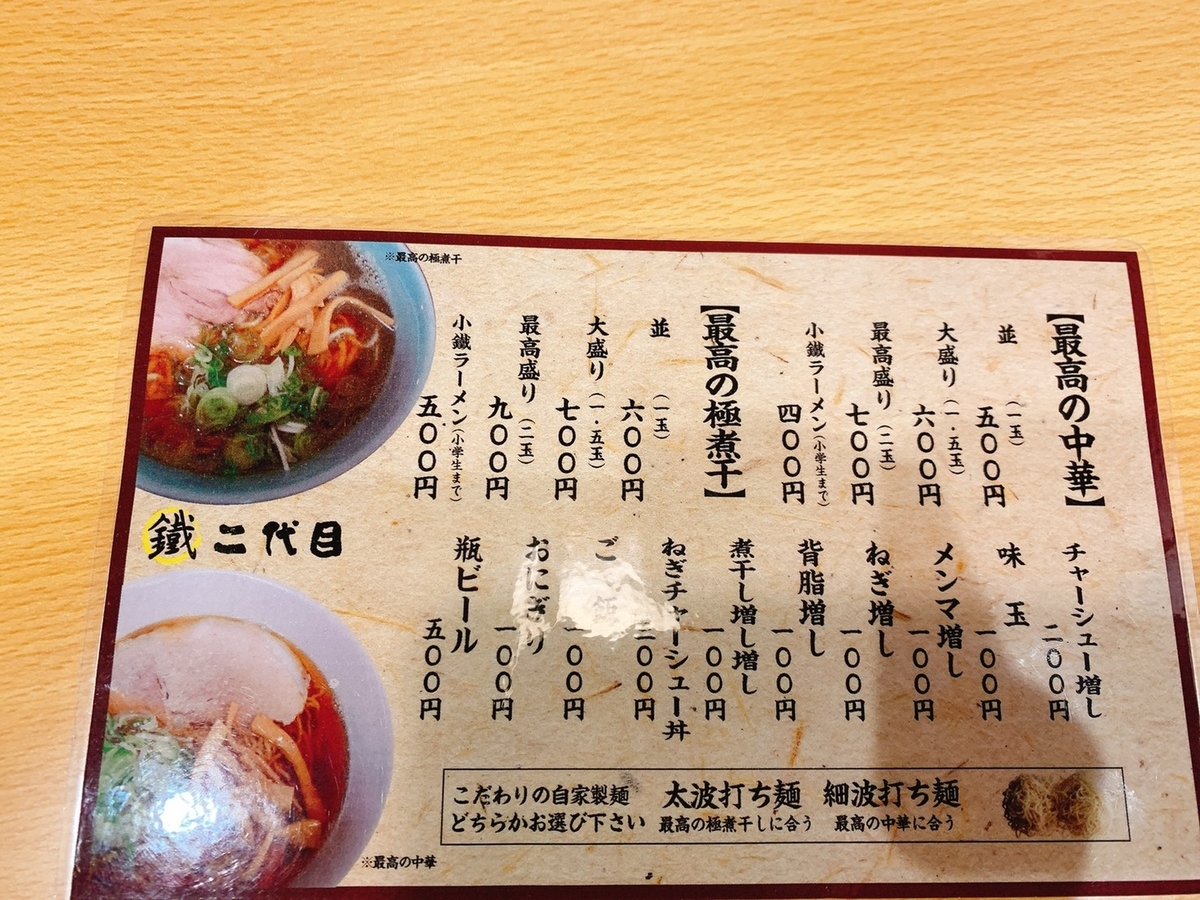 【最高の中華】
並（一玉）
五〇〇円
大盛り（一・五玉）
六〇〇円
最高盛り（二玉）
七〇〇円
小鐵ラーメン（小学生まで）
四〇〇円
【最高の極煮干】
並（一玉）
六〇〇円
大盛り（一・五玉）
七〇〇円
最高盛り（二玉）
九〇〇円
小鐵ラーメン（小学生まで）
五〇〇円
チャーシュー増し
二〇〇円
味玉
一〇〇円
メンマ増し
一〇〇円
ねぎ増し
一〇〇円
背脂増し
一〇〇円
煮干し増し増し
一〇〇円
ねぎチャーシュー丼
〇〇円
ご飯
一〇〇円
おにぎり
一〇〇円
瓶ビール
五〇〇円
※最高の極煮干
鐵二代目
※最高の中華
こだわりの自家製麺
どちらかお選び下さい
太波打ち麺
最高の極煮干しに合う
細波打ち麺
最高の中華に合う